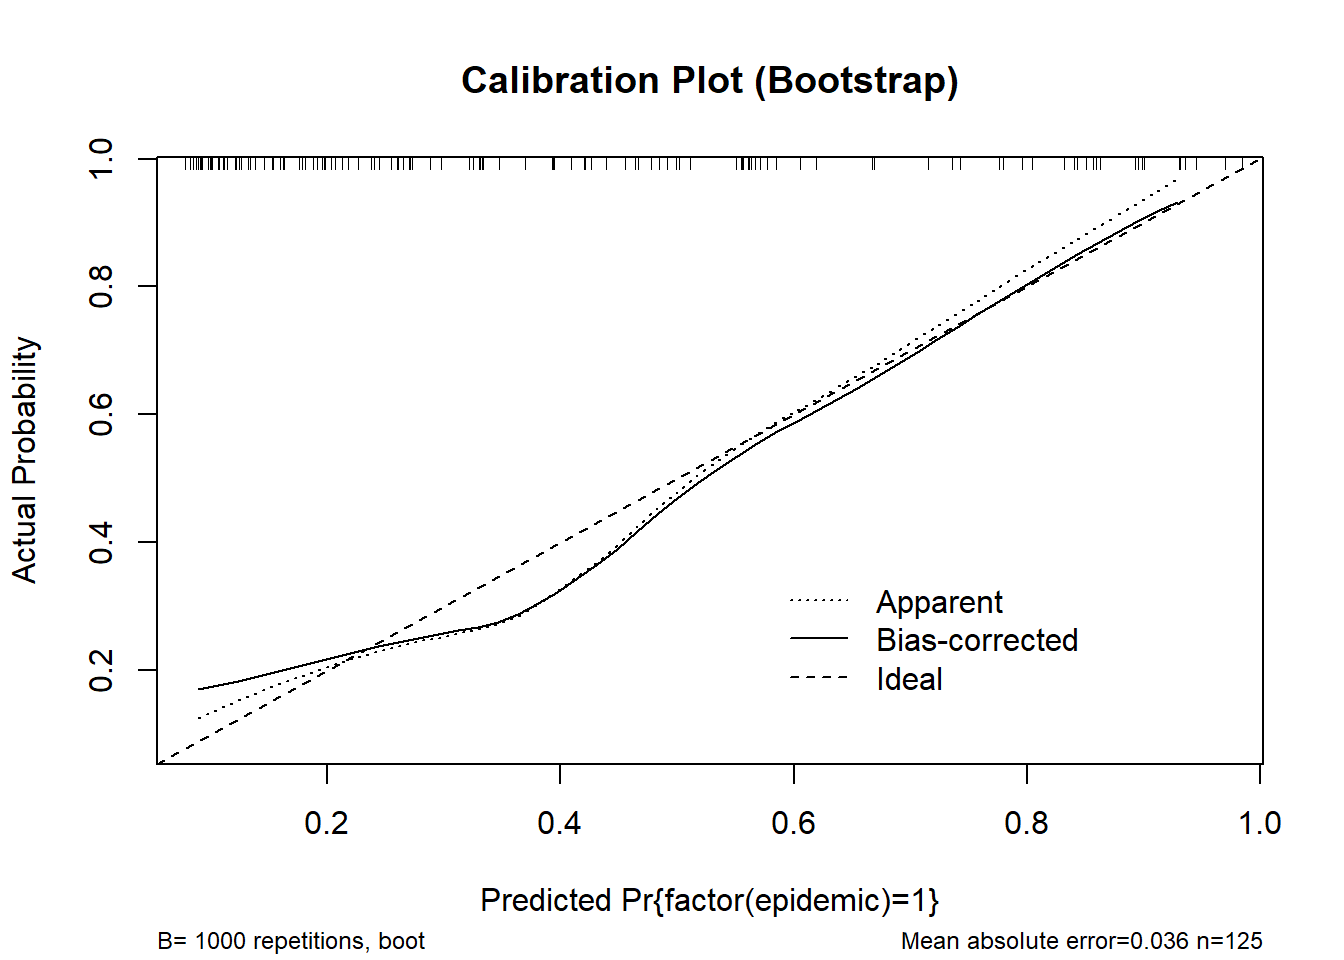 Calibration Plot (Bootstrap)
1.0
0.8
0.6
0.4
0.2
Actual Probability
Apparent
Bias-corrected
Ideal
0.2 0.4 0.6 0.8 1.0
Predicted Pr{factor(epidemic)=1}
B= 1000 repetitions, boot
Mean absolute error=0.036 n=125